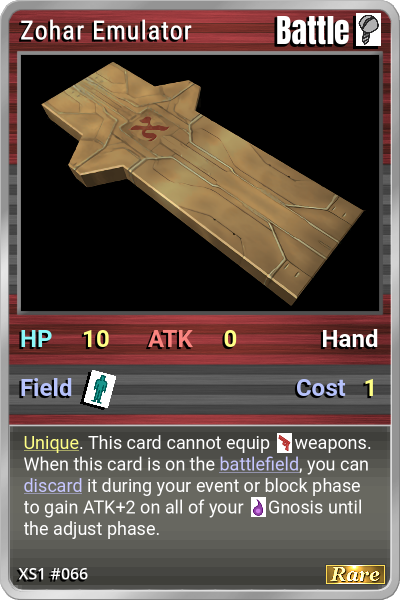 Zohar Emulator Battle
HP 10 ATK 0 Hand
Field Cost 1
Unique. This card cannot equip weapons.
When this card is on the battlefield, you can
discard it during your event or block phase
to gain ATK+2 on all of your Gnosis until
the adjust phase.
XS1 #066 Rare